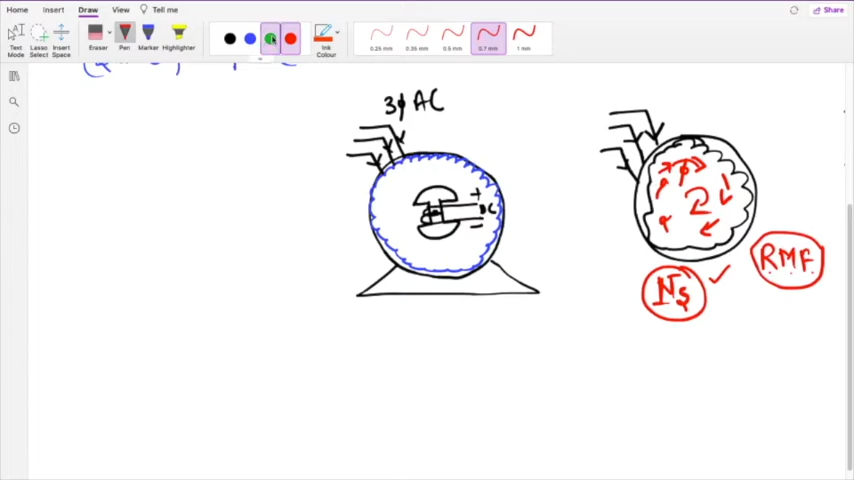 Home Insert Draw View Tell me Share
Text Mode Lasso Select Insert Space Eraser Pen Marker Highlighter Ink Colour 0.25 mm 0.35 mm 0.5 mm 0.7 mm 1 mm
3φ AC
+
DC
−
φ
RMF
Ns